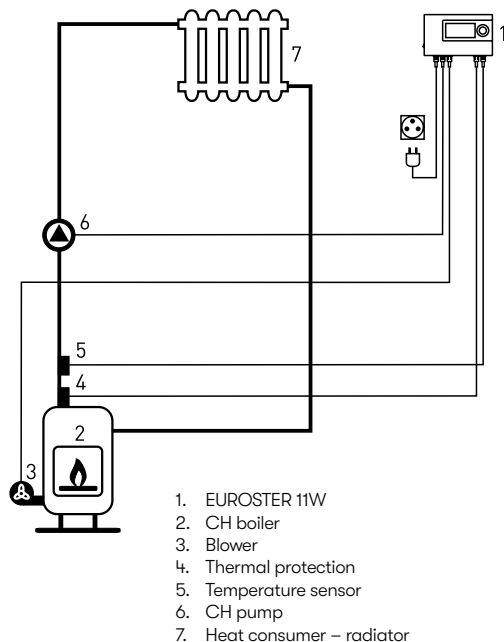 7
1
6
5
4
2
3
1. EUROSTER 11W
2. CH boiler
3. Blower
4. Thermal protection
5. Temperature sensor
6. CH pump
7. Heat consumer – radiator